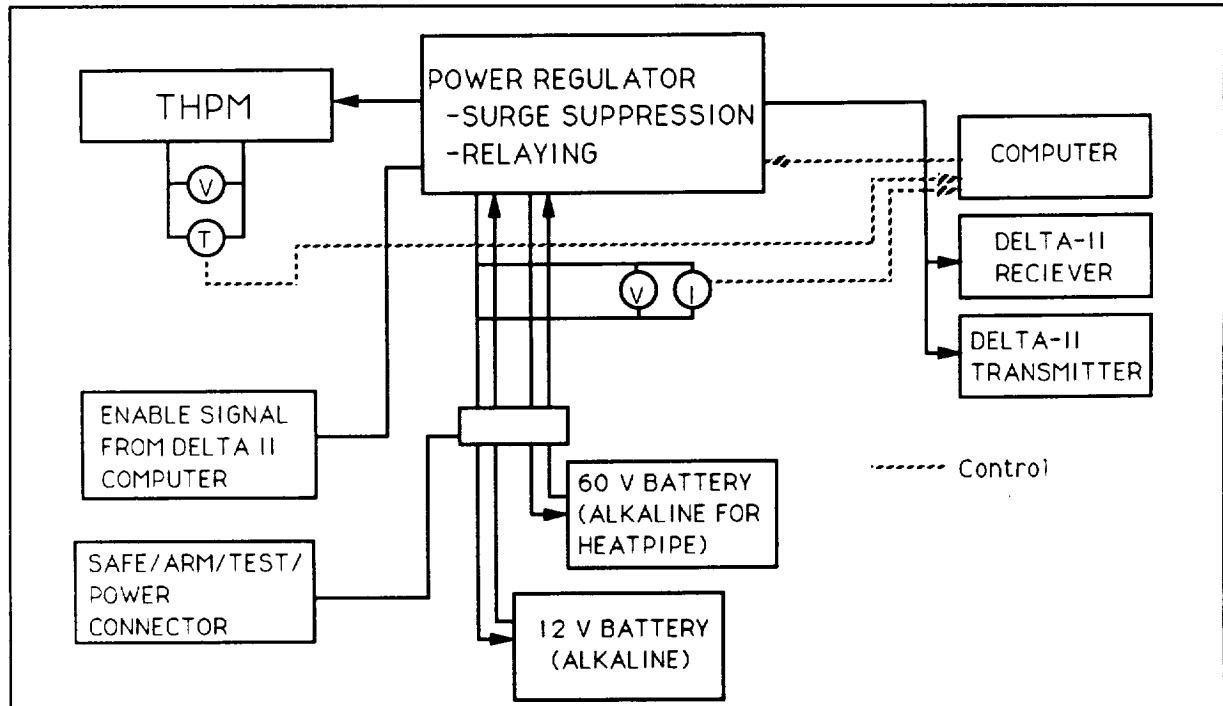 THPM
V
T
POWER REGULATOR
-SURGE SUPPRESSION
-RELAYING
COMPUTER
DELTA-II
RECIEVER
DELTA-II
TRANSMITTER
V
I
ENABLE SIGNAL
FROM DELTA II
COMPUTER
SAFE/ARM/TEST/
POWER
CONNECTOR
60 V BATTERY
(ALKALINE FOR
HEATPIPE)
12 V BATTERY
(ALKALINE)
Control